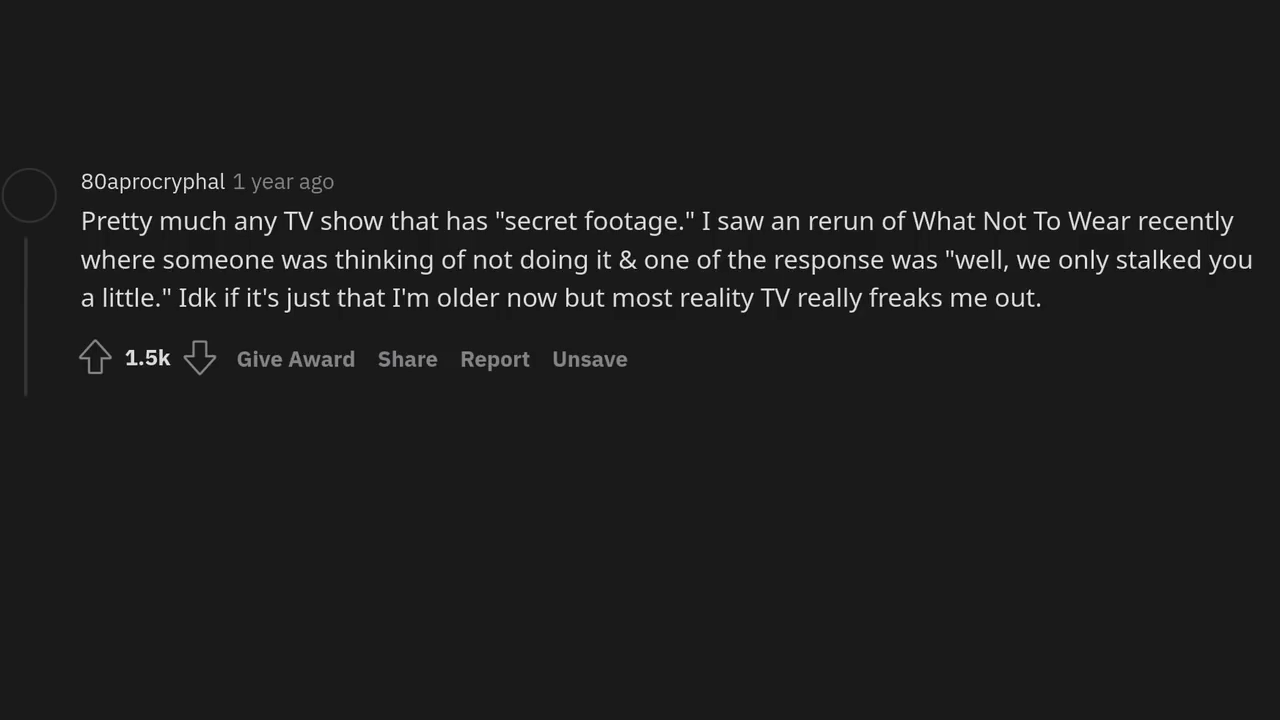 80aprocryphal 1 year ago
Pretty much any TV show that has "secret footage." I saw an rerun of What Not To Wear recently
where someone was thinking of not doing it & one of the response was "well, we only stalked you
a little." Idk if it's just that I'm older now but most reality TV really freaks me out.
1.5k Give Award Share Report Unsave